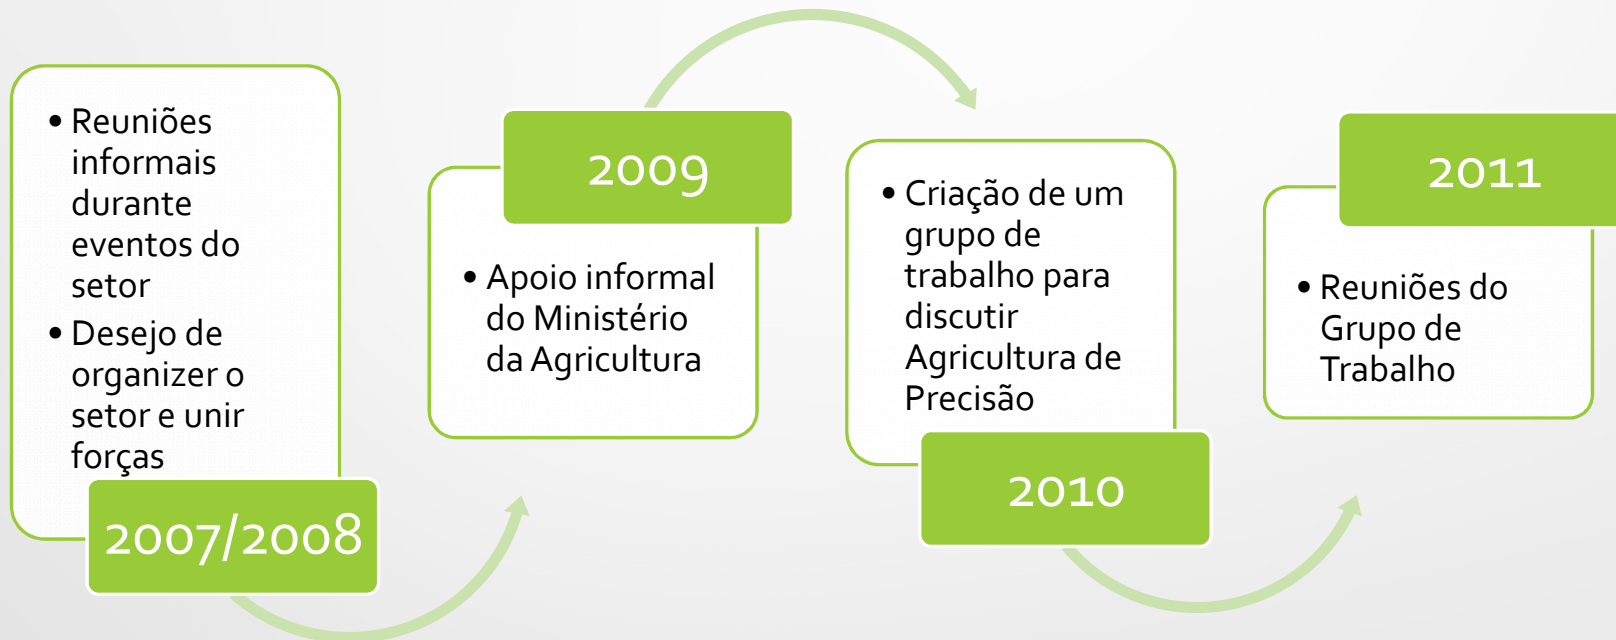 • Reuniões
informais
durante
eventos do
setor
• Desejo de
organizer o
setor e unir
forças
2007/2008
2009
• Apoio informal
do Ministério
da Agricultura
• Criação de um
grupo de
trabalho para
discutir
Agricultura de
Precisão
2010
2011
• Reuniões do
Grupo de
Trabalho